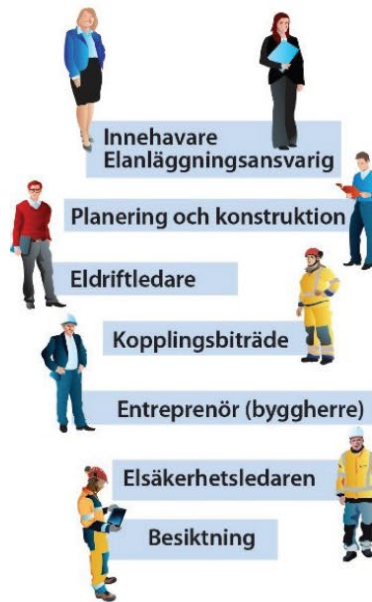 Innehavare
Elanläggningsansvarig
Planering och konstruktion
Eldriftledare
Kopplingsbiträde
Entreprenör (byggherre)
Elsäkerhetsledaren
Besiktning